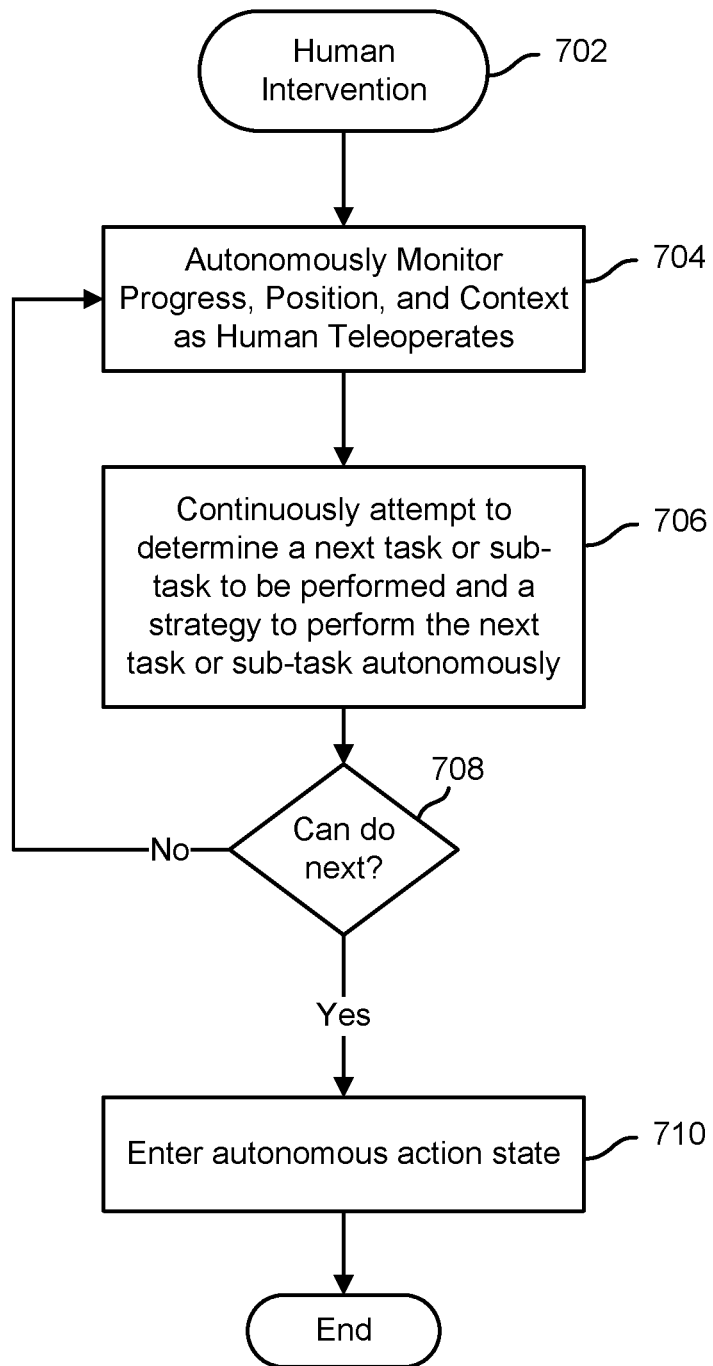 Human
Intervention
702
Autonomously Monitor
Progress, Position, and Context
as Human Teleoperates
704
Continuously attempt to
determine a next task or sub-
task to be performed and a
strategy to perform the next
task or sub-task autonomously
706
708
Can do
next?
No
Yes
Enter autonomous action state
710
End